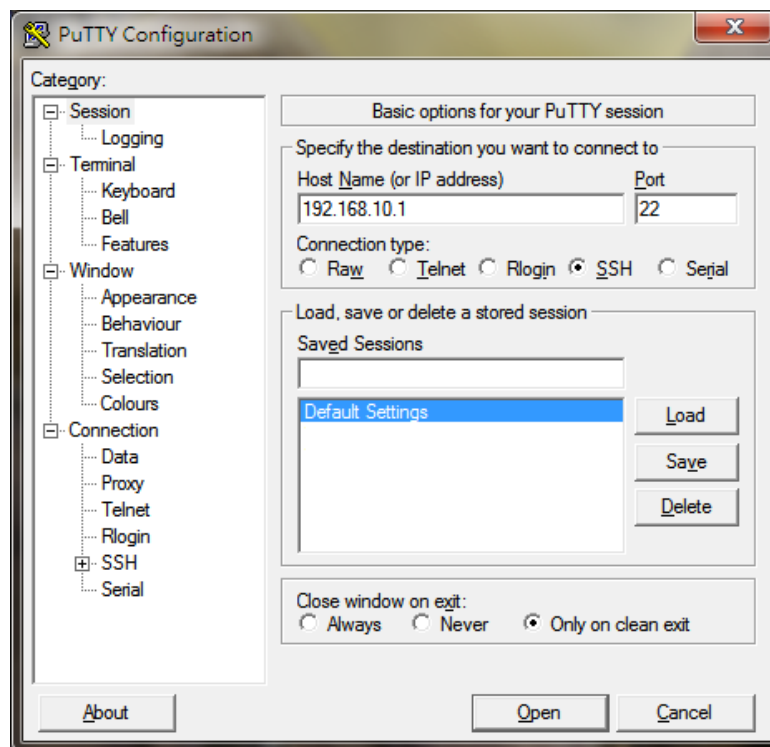 PuTTY Configuration
Category:
Session
Logging
Terminal
Keyboard
Bell
Features
Window
Appearance
Behaviour
Translation
Selection
Colours
Connection
Data
Proxy
Telnet
Rlogin
SSH
Serial
Basic options for your PuTTY session
Specify the destination you want to connect to
Host Name (or IP address) Port
192.168.10.1 22
Connection type:
Raw Telnet Rlogin SSH Serial
Load, save or delete a stored session
Saved Sessions
Default Settings
Load
Save
Delete
Close window on exit:
Always Never Only on clean exit
About Open Cancel